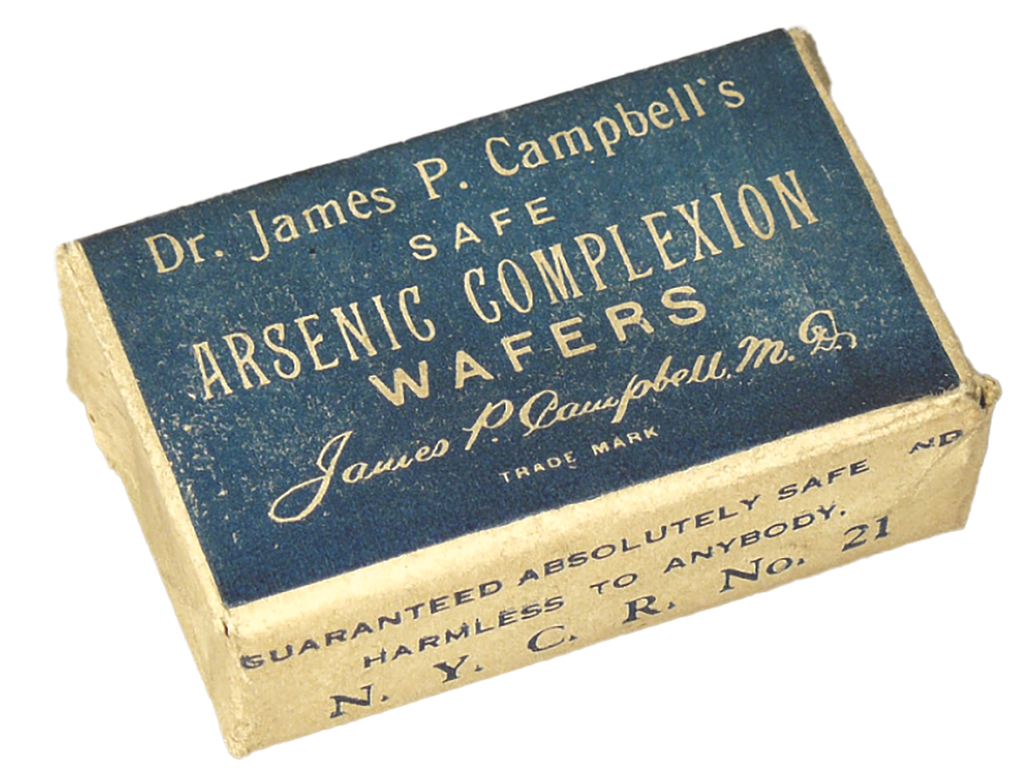 Dr. James P. Campbell's
SAFE
ARSENIC COMPLEXION
WAFERS
James P. Campbell, M. D.
TRADE MARK
GUARANTEED ABSOLUTELY SAFE ND
HARMLESS TO ANYBODY.
N. Y. C. R. No. 21